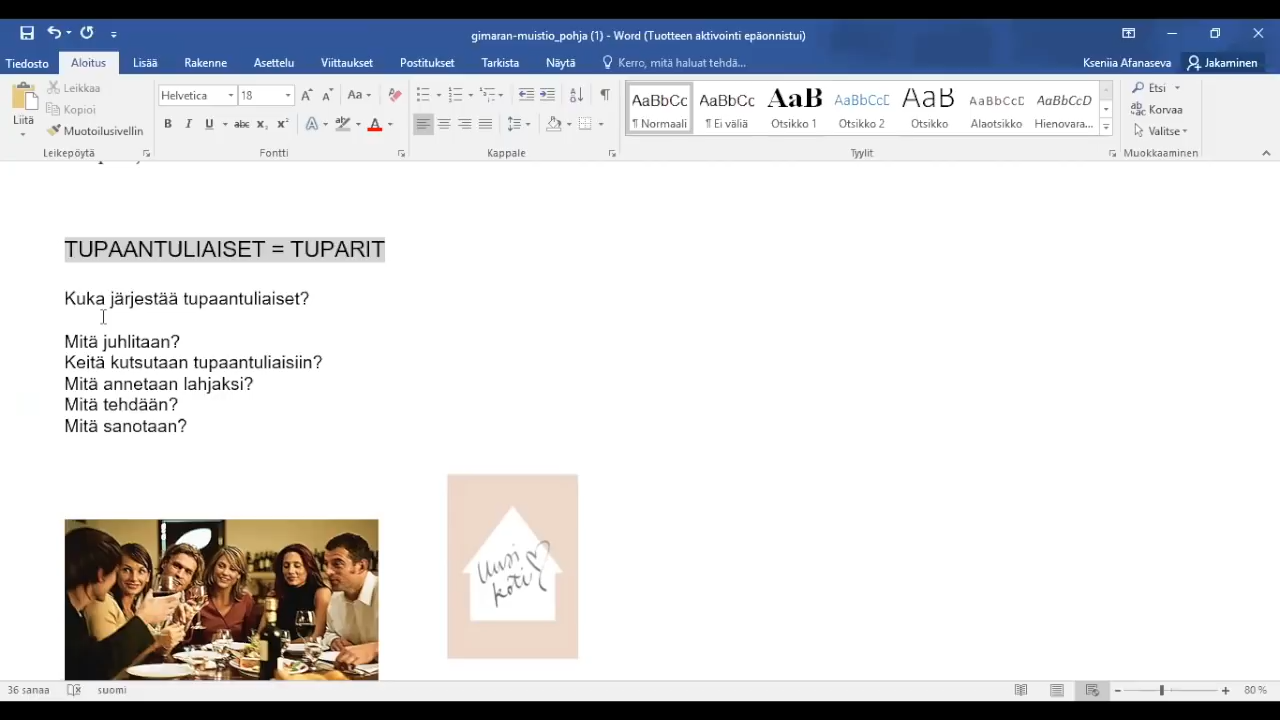 gimaran-muistio_pohja (1) - Word (Tuotteen aktivointi epäonnistui)
Tiedosto Aloitus Lisää Rakenne Asettelu Viittaukset Postitukset Tarkista Näytä Kerro, mitä haluat tehdä... Kseniia Afanaseva Jakaminen
Liitä
Leikkaa
Kopioi
Muotoilusivellin
Leikepöytä
Helvetica 18
Fontti
Kappale
AaBbCc AaBbCc AaB AaBbCcD AaB AaBbCcD AaBbCcD
¶ Normaali ¶ Ei väliä Otsikko 1 Otsikko 2 Otsikko Alaotsikko Hienovara...
Tyylit
Etsi
Korvaa
Valitse
Muokkaaminen
TUPAANTULIAISET = TUPARIT
Kuka järjestää tupaantuliaiset?
Mitä juhlitaan?
Keitä kutsutaan tupaantuliaisiin?
Mitä annetaan lahjaksi?
Mitä tehdään?
Mitä sanotaan?
Uusi
koti
36 sanaa suomi 80 %